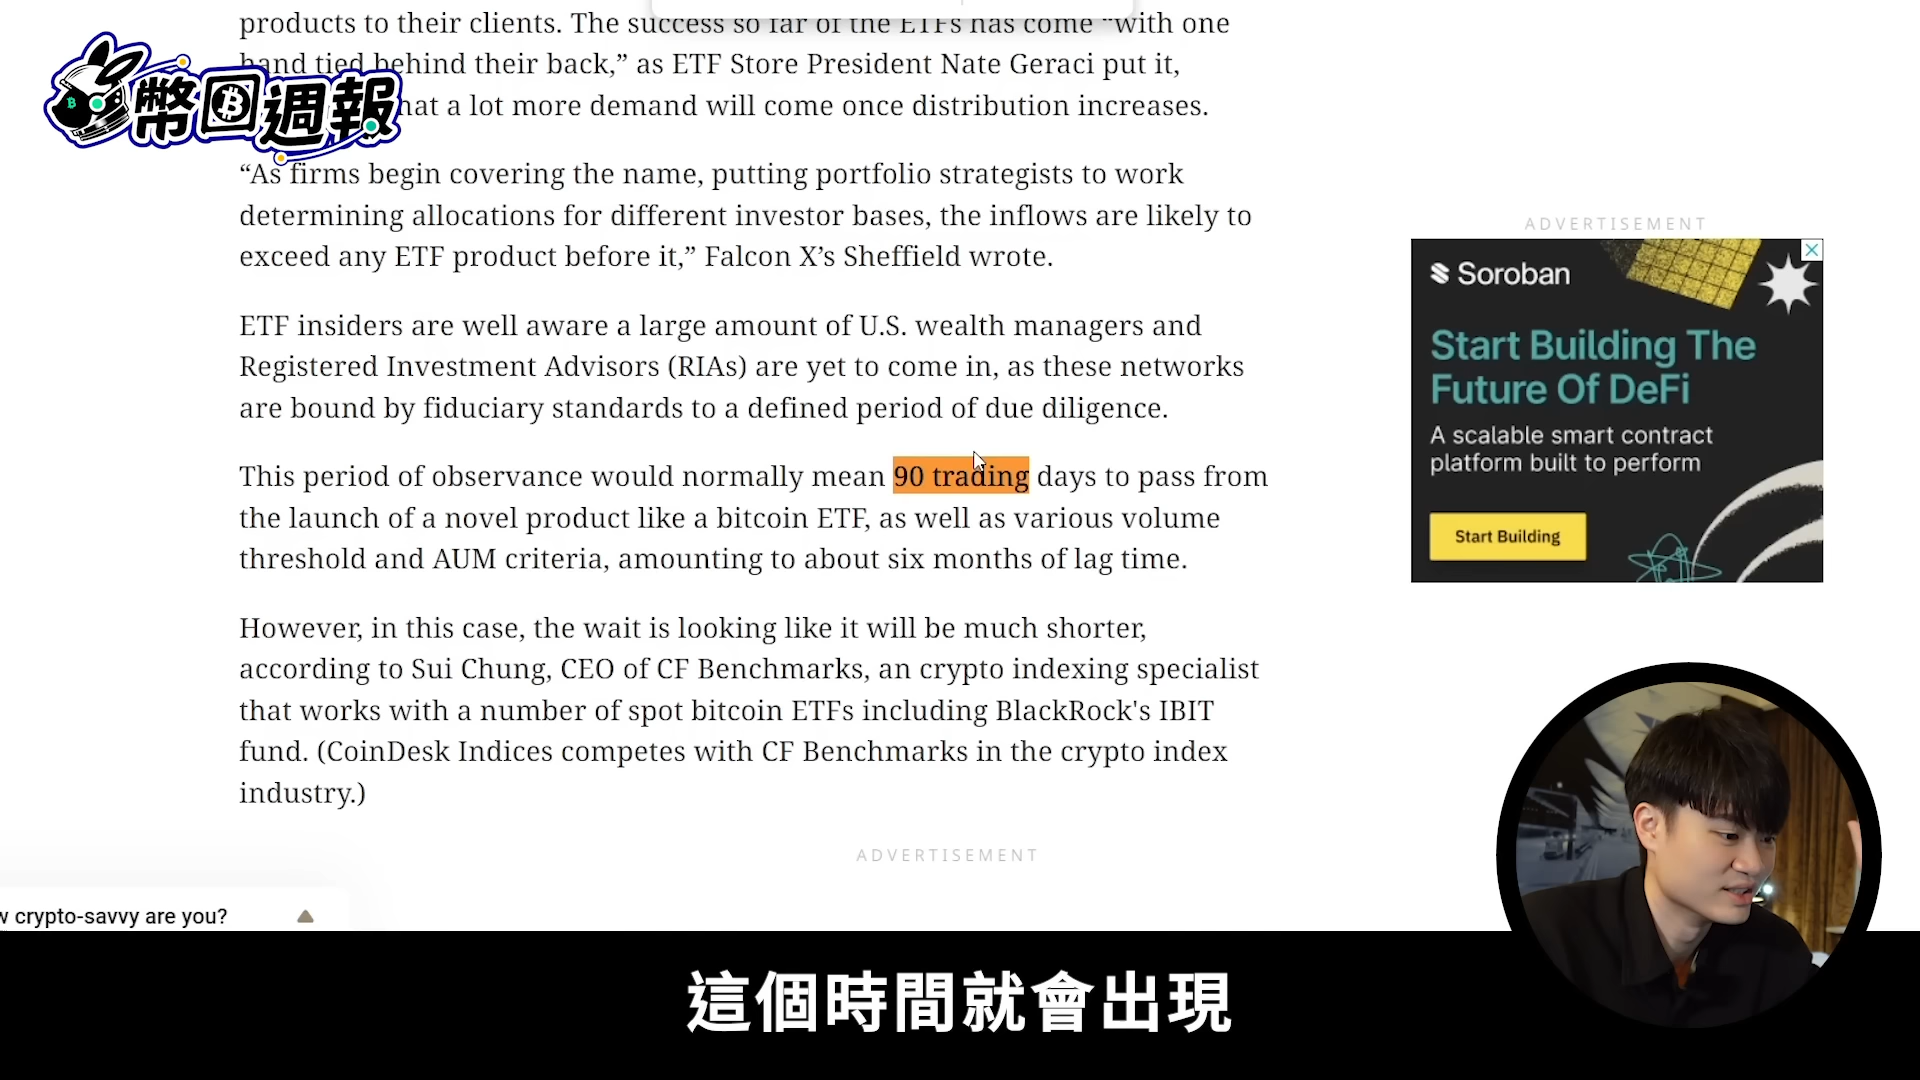 products to their clients. The success so far of the ETFs has come “with one
幣圈週報
band tied behind their back,” as ETF Store President Nate Geraci put it,
hat a lot more demand will come once distribution increases.
“As firms begin covering the name, putting portfolio strategists to work
determining allocations for different investor bases, the inflows are likely to
exceed any ETF product before it,” Falcon X’s Sheffield wrote.
ETF insiders are well aware a large amount of U.S. wealth managers and
Registered Investment Advisors (RIAs) are yet to come in, as these networks
are bound by fiduciary standards to a defined period of due diligence.
This period of observance would normally mean 90 trading days to pass from
the launch of a novel product like a bitcoin ETF, as well as various volume
threshold and AUM criteria, amounting to about six months of lag time.
However, in this case, the wait is looking like it will be much shorter,
according to Sui Chung, CEO of CF Benchmarks, an crypto indexing specialist
that works with a number of spot bitcoin ETFs including BlackRock's IBIT
fund. (CoinDesk Indices competes with CF Benchmarks in the crypto index
industry.)
ADVERTISEMENT
ADVERTISEMENT
Soroban
Start Building The
Future Of DeFi
A scalable smart contract
platform built to perform
Start Building
w crypto-savvy are you?
這個時間就會出現